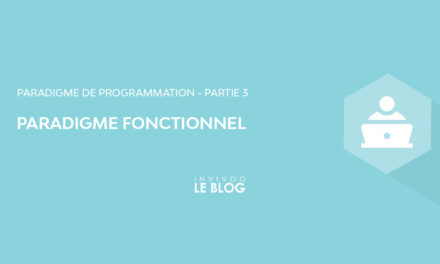 PARADIGME DE PROGRAMMATION - PARTIE 3
PARADIGME FONCTIONNEL
INVIVOO
LE BLOG